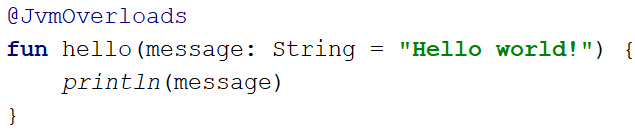 @JvmOverloads
fun hello(message: String = "Hello world!") {
    println(message)
}